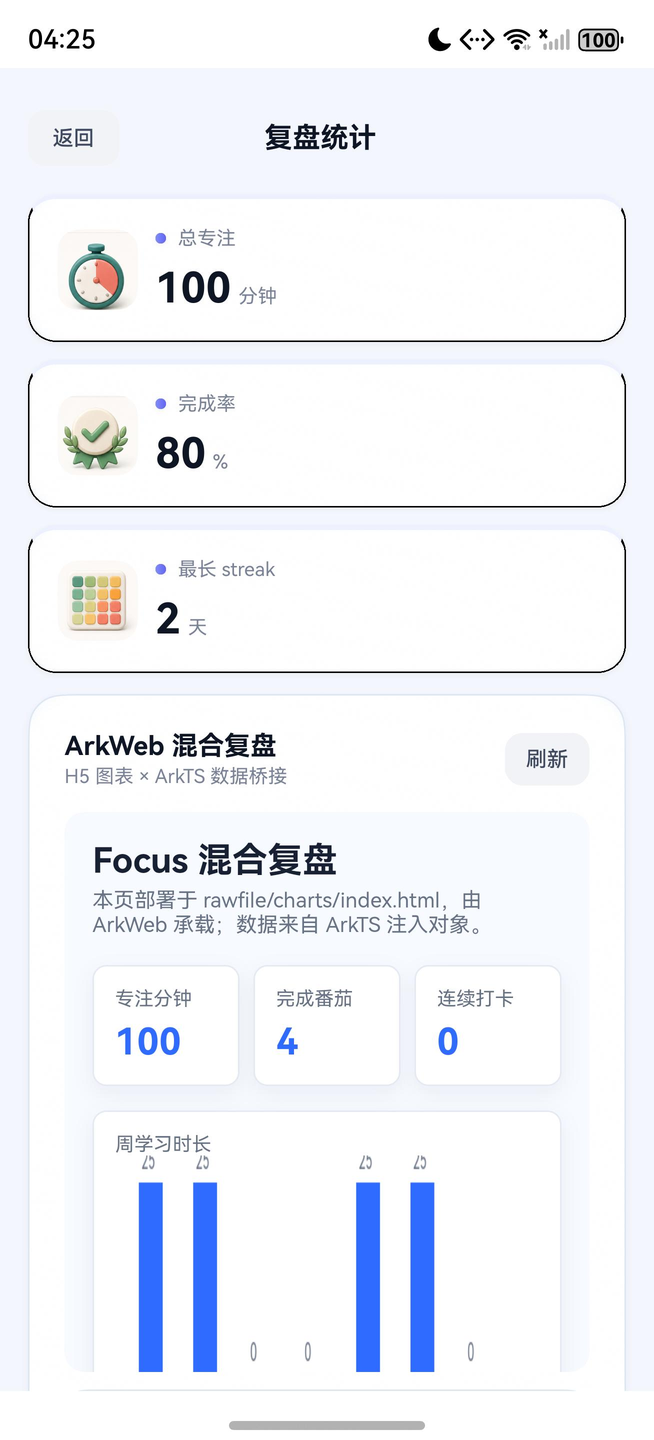 04:25
100
返回
复盘统计
总专注
100 分钟
完成率
80 %
最长 streak
2 天
ArkWeb 混合复盘
H5 图表 × ArkTS 数据桥接
刷新
Focus 混合复盘
本页部署于 rawfile/charts/index.html，由
ArkWeb 承载；数据来自 ArkTS 注入对象。
专注分钟
完成番茄
连续打卡
100
4
0
周学习时长
25 25 25 25
0 0 0